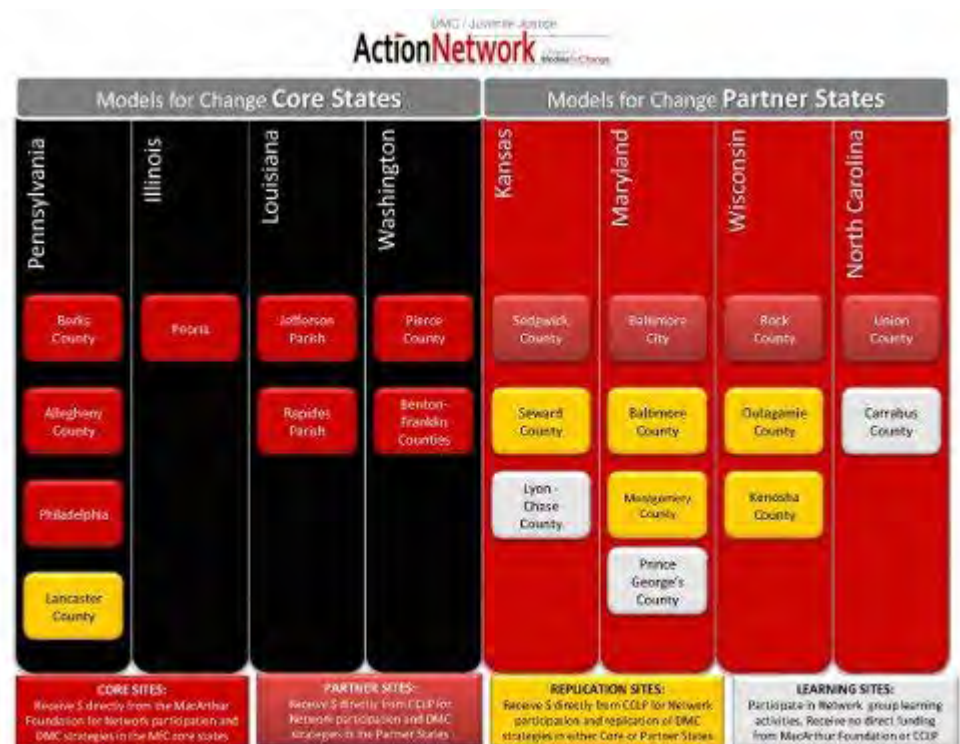 DMC / Juvenile Justice
ActionNetwork
Models for Change
Models for Change Core States
Models for Change Partner States
Pennsylvania
Illinois
Louisiana
Washington
Kansas
Maryland
Wisconsin
North Carolina
Berks
County
Peoria
Jefferson
Parish
Pierce
County
Sedgwick
County
Baltimore
City
Rock
County
Union
County
Allegheny
County
Rapides
Parish
Benton-
Franklin
Counties
Seward
County
Baltimore
County
Outagamie
County
Carrabus
County
Philadelphia
Lyon -
Chase
County
Montgomery
County
Kenosha
County
Lancaster
County
Prince
George's
County
CORE SITES:
Receive $ directly from the MacArthur
Foundation for Network participation and
DMC strategies in the MfC core states
PARTNER SITES:
Receive $ directly from CCLP for
Network participation and DMC
strategies in the Partner States
REPLICATION SITES:
Receive $ directly from CCLP for Network
participation and replication of DMC
strategies in either Core or Partner States
LEARNING SITES:
Participate in Network group learning
activities. Receive no direct funding
from MacArthur Foundation or CCLP